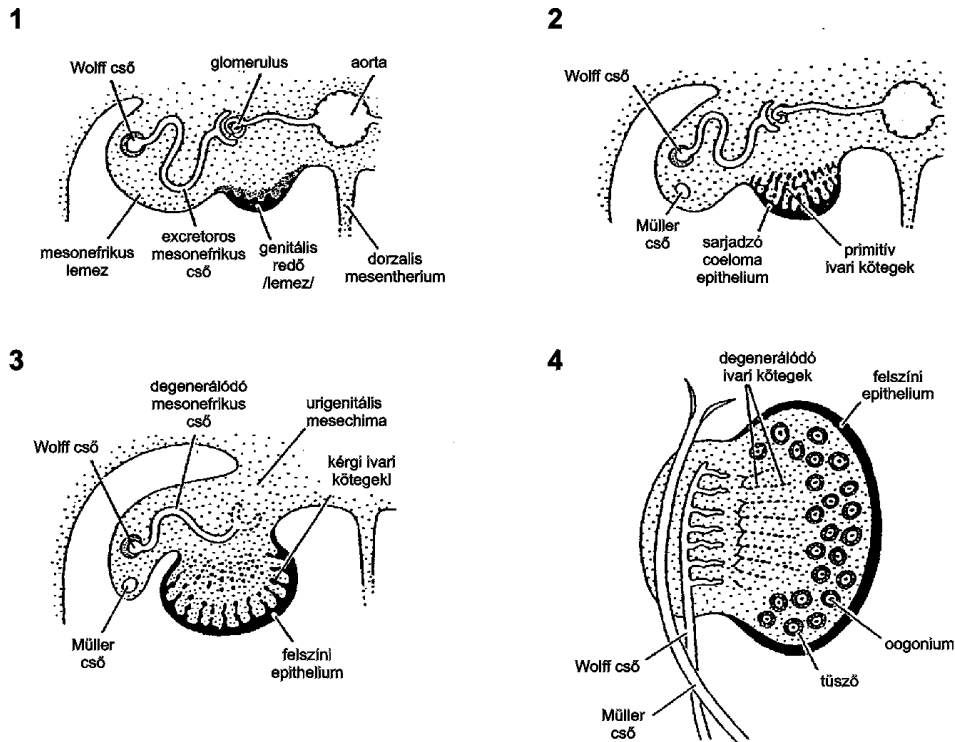 1
Wolff cső
glomerulus
aorta
mesonefrikus
lemez
excretoros
mesonefrikus
cső
genitális
redő
/lemez/
dorzalis
mesentherium
2
Wolff cső
Müller
cső
sarjadzó
coeloma
epithelium
primitív
ivari kötegek
3
degenerálódó
mesonefrikus
cső
urigenitális
mesechima
Wolff cső
kérgi ivari
kötegekl
Müller
cső
felszíni
epithelium
4
degenerálódó
ivari kötegek
felszíni
epithelium
Wolff cső
Müller
cső
tüsző
oogonium